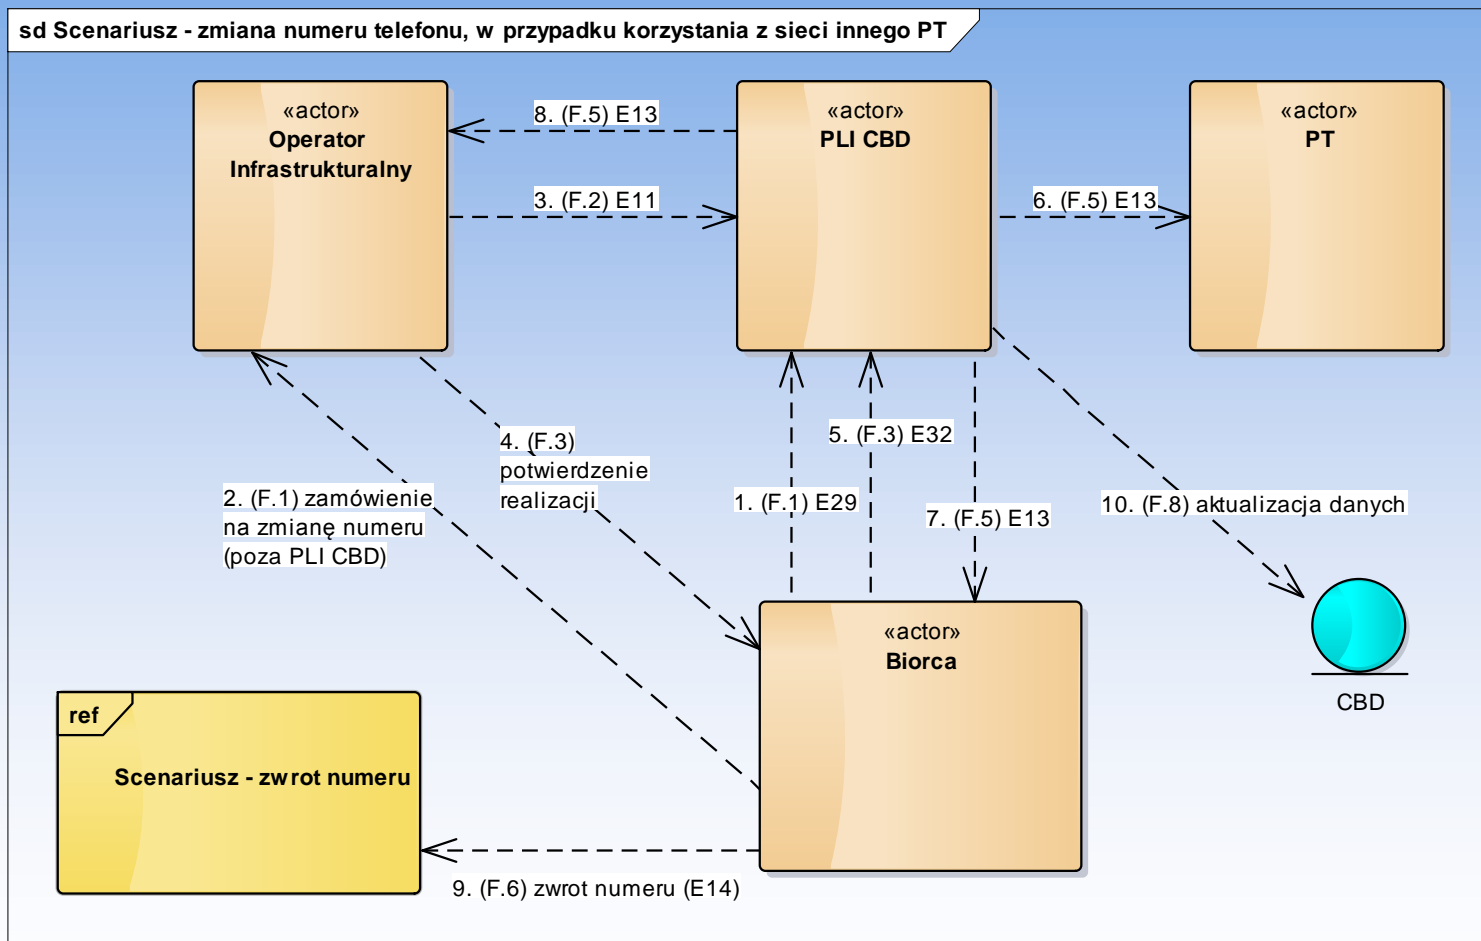 sd Scenariusz - zmiana numeru telefonu, w przypadku korzystania z sieci innego PT
«actor»
Operator
Infrastrukturalny
8. (F.5) E13
3. (F.2) E11
«actor»
PLI CBD
6. (F.5) E13
«actor»
PT
4. (F.3)
potwierdzenie
realizacji
5. (F.3) E32
2. (F.1) zamówienie
na zmianę numeru
(poza PLI CBD)
1. (F.1) E29
7. (F.5) E13
10. (F.8) aktualizacja danych
«actor»
Biorca
CBD
ref
Scenariusz - zwrot numeru
9. (F.6) zwrot numeru (E14)